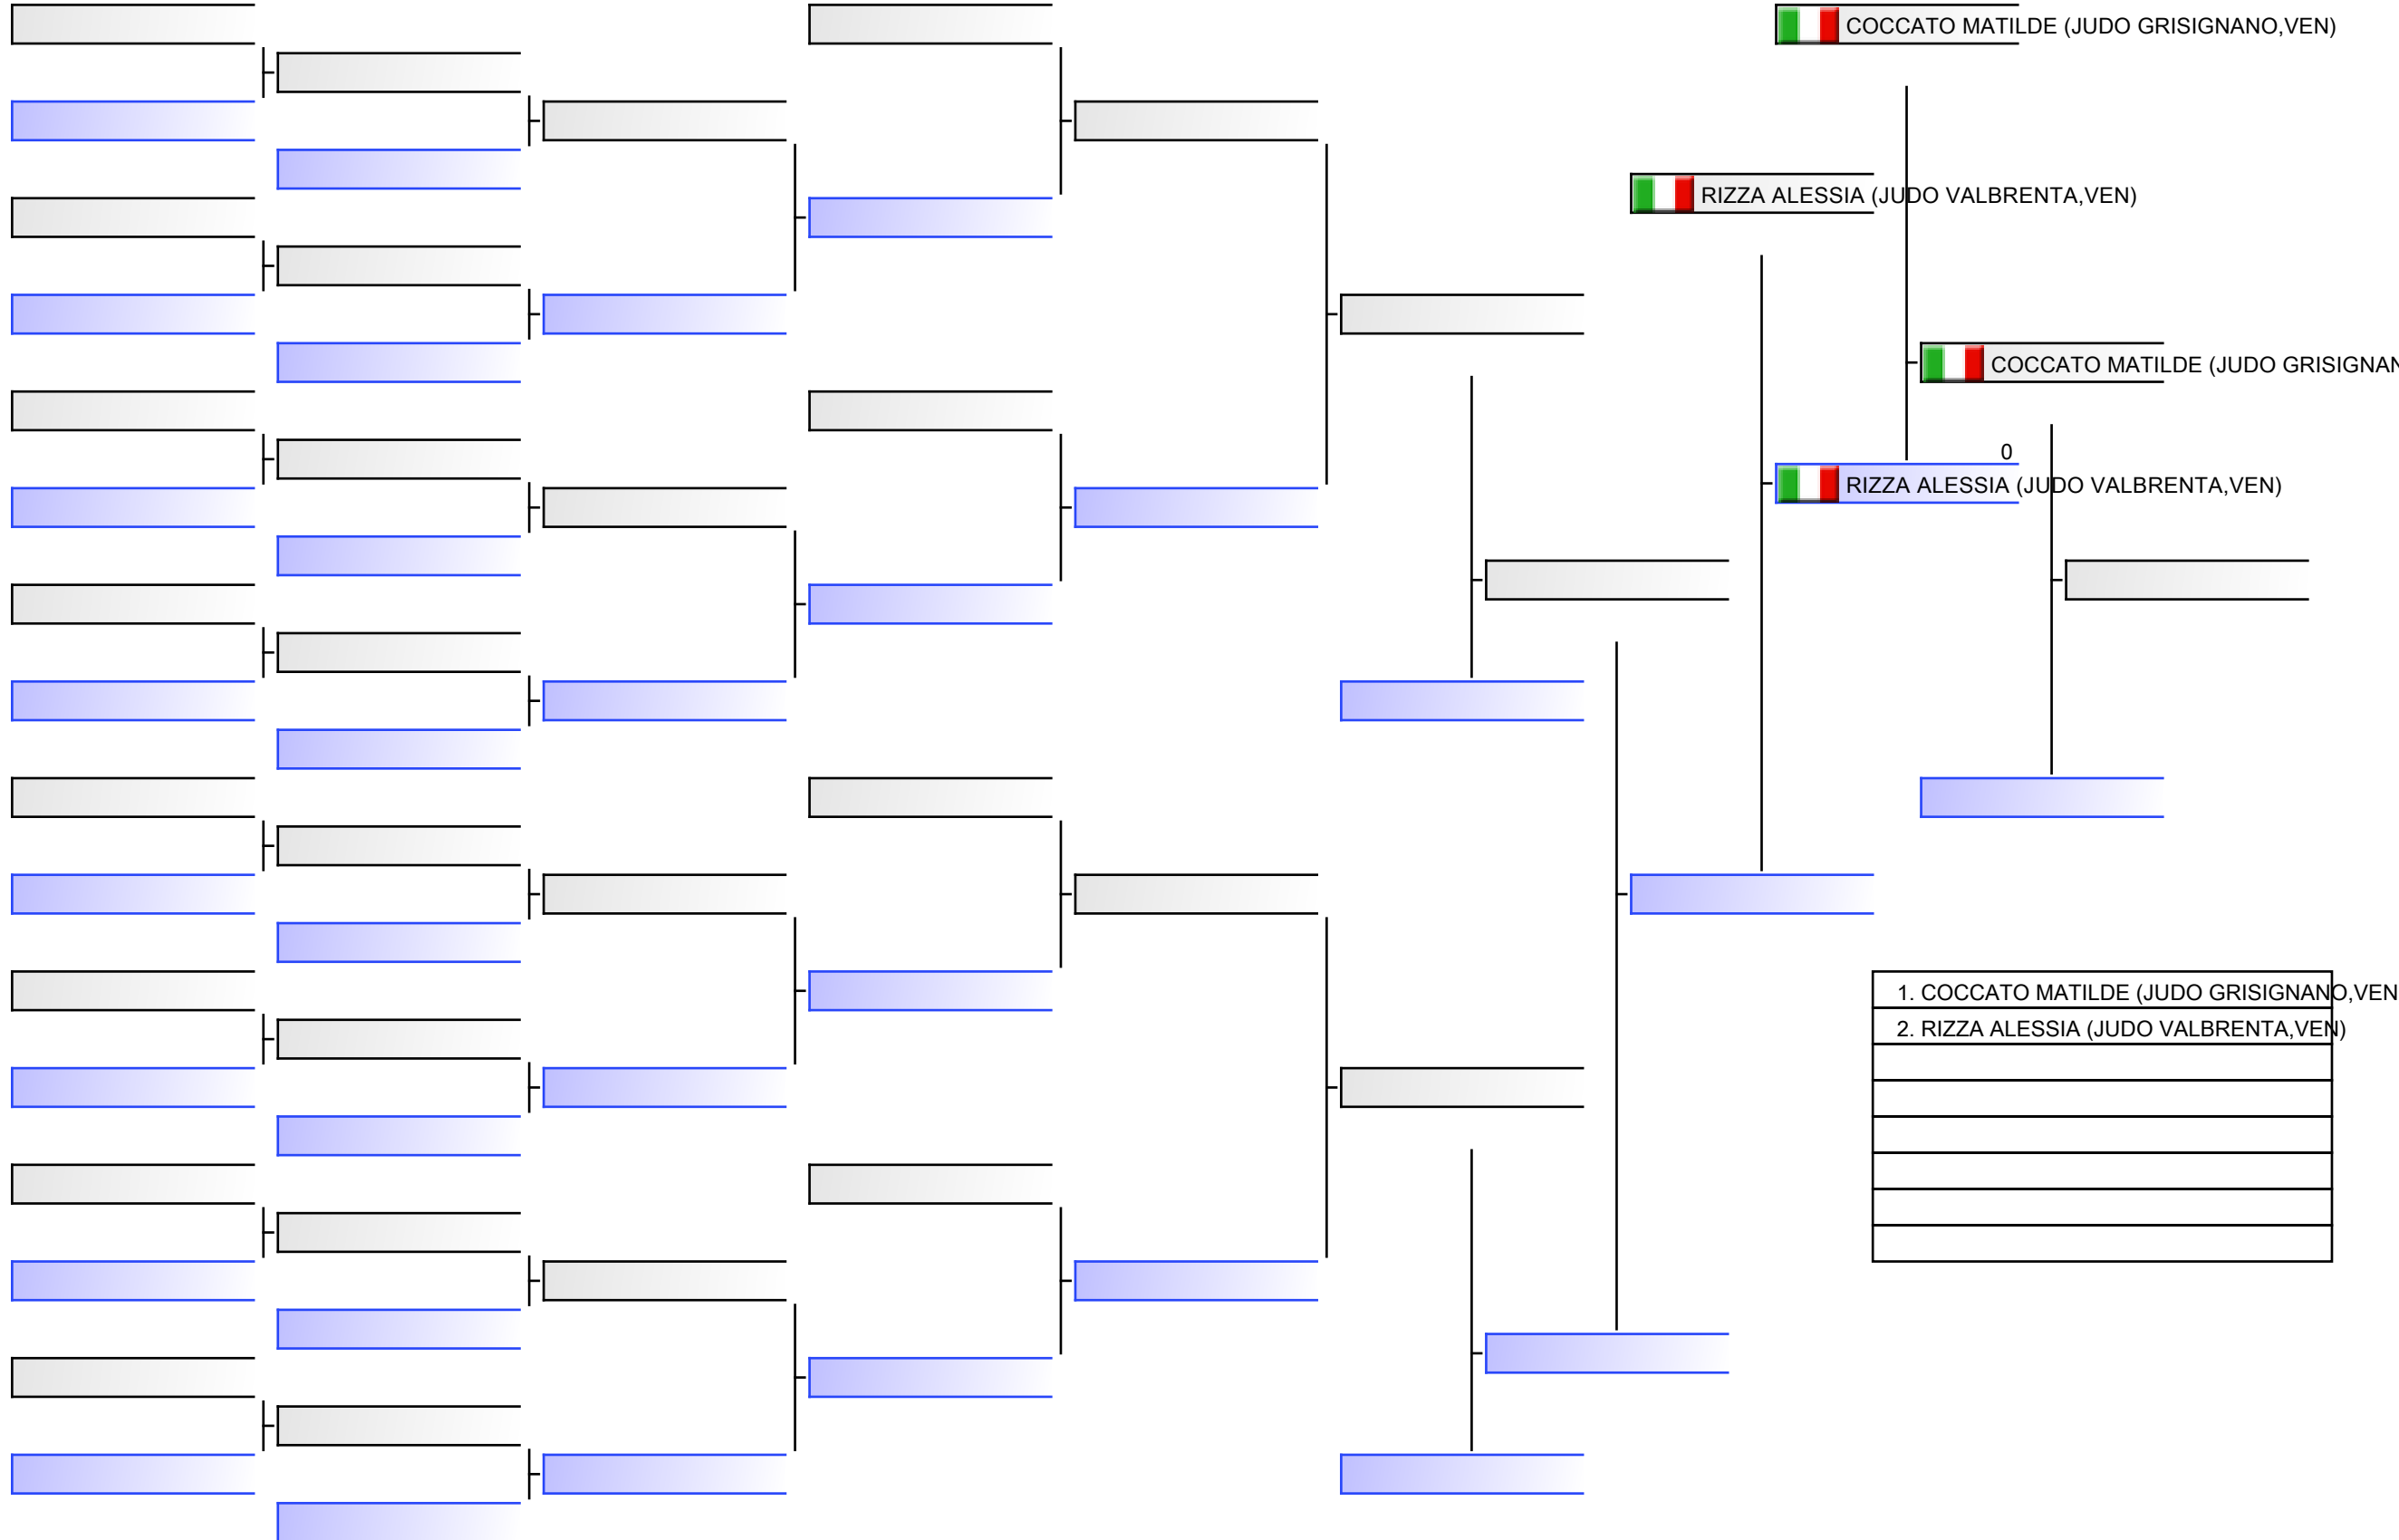 COCCATO MATILDE (JUDO GRISIGNANO,VEN)
RIZZA ALESSIA (JUDO VALBRENTA,VEN)
COCCATO MATILDE (JUDO GRISIGNAN
0
RIZZA ALESSIA (JUDO VALBRENTA,VEN)
1. COCCATO MATILDE (JUDO GRISIGNANO,VEN
2. RIZZA ALESSIA (JUDO VALBRENTA,VEN)